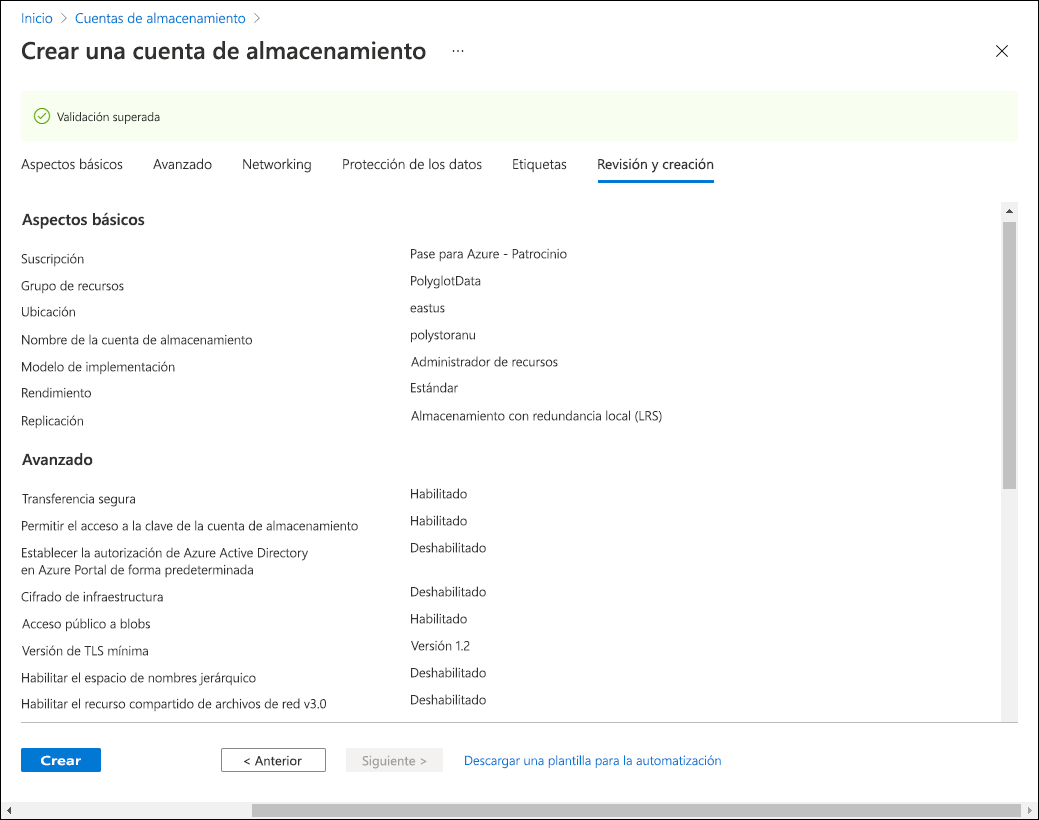 Inicio > Cuentas de almacenamiento >
Crear una cuenta de almacenamiento ...
Validación superada
Aspectos básicos Avanzado Networking Protección de los datos Etiquetas Revisión y creación
Aspectos básicos
Suscripción Pase para Azure - Patrocinio
Grupo de recursos PolyglotData
Ubicación eastus
Nombre de la cuenta de almacenamiento polystoranu
Modelo de implementación Administrador de recursos
Rendimiento Estándar
Replicación Almacenamiento con redundancia local (LRS)
Avanzado
Transferencia segura Habilitado
Permitir el acceso a la clave de la cuenta de almacenamiento Habilitado
Establecer la autorización de Azure Active Directory Deshabilitado
en Azure Portal de forma predeterminada
Cifrado de infraestructura Deshabilitado
Acceso público a blobs Habilitado
Versión de TLS mínima Versión 1.2
Habilitar el espacio de nombres jerárquico Deshabilitado
Habilitar el recurso compartido de archivos de red v3.0 Deshabilitado
Crear < Anterior Siguiente > Descargar una plantilla para la automatización